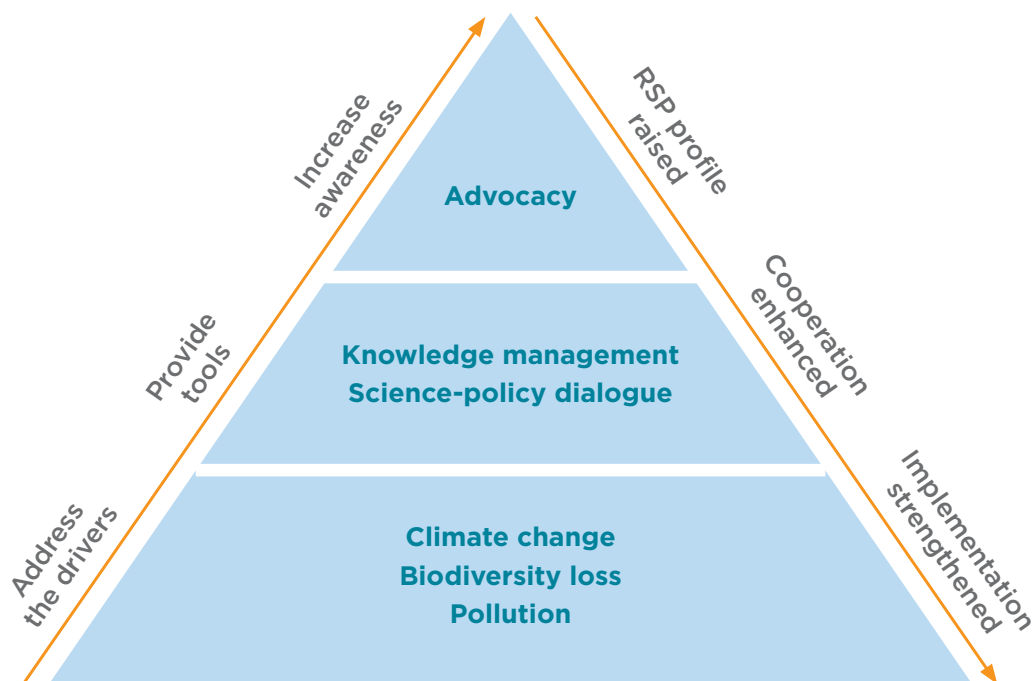 Increase
awareness
RSP profile
raised
Advocacy
Provide
tools
Cooperation
enhanced
Knowledge management
Science-policy dialogue
Address
the drivers
Implementation
strengthened
Climate change
Biodiversity loss
Pollution